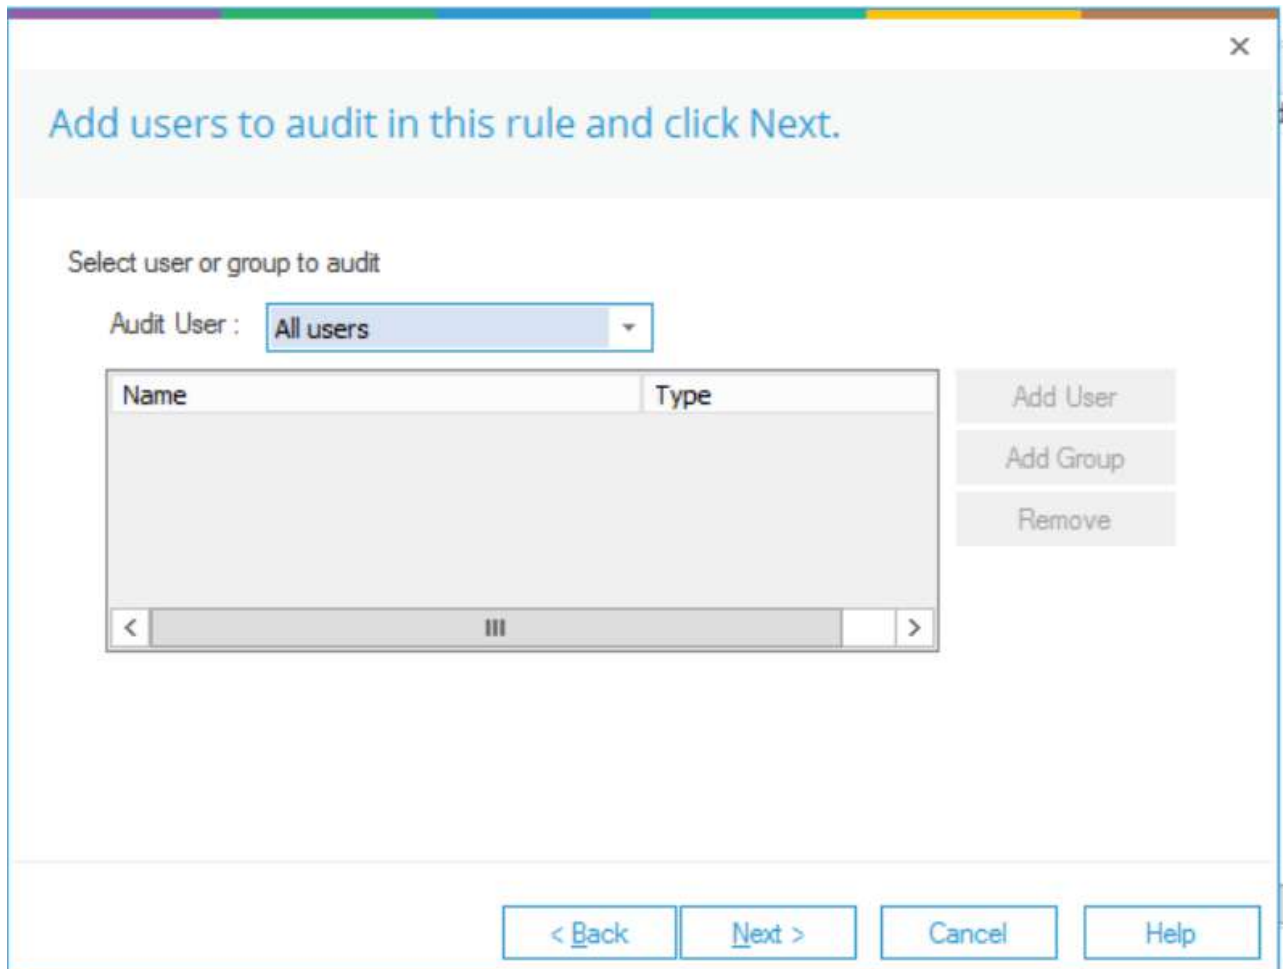 Add users to audit in this rule and click Next.
Select user or group to audit
Audit User :
All users
Name
Type
Add User
Add Group
Remove
< Back
Next >
Cancel
Help